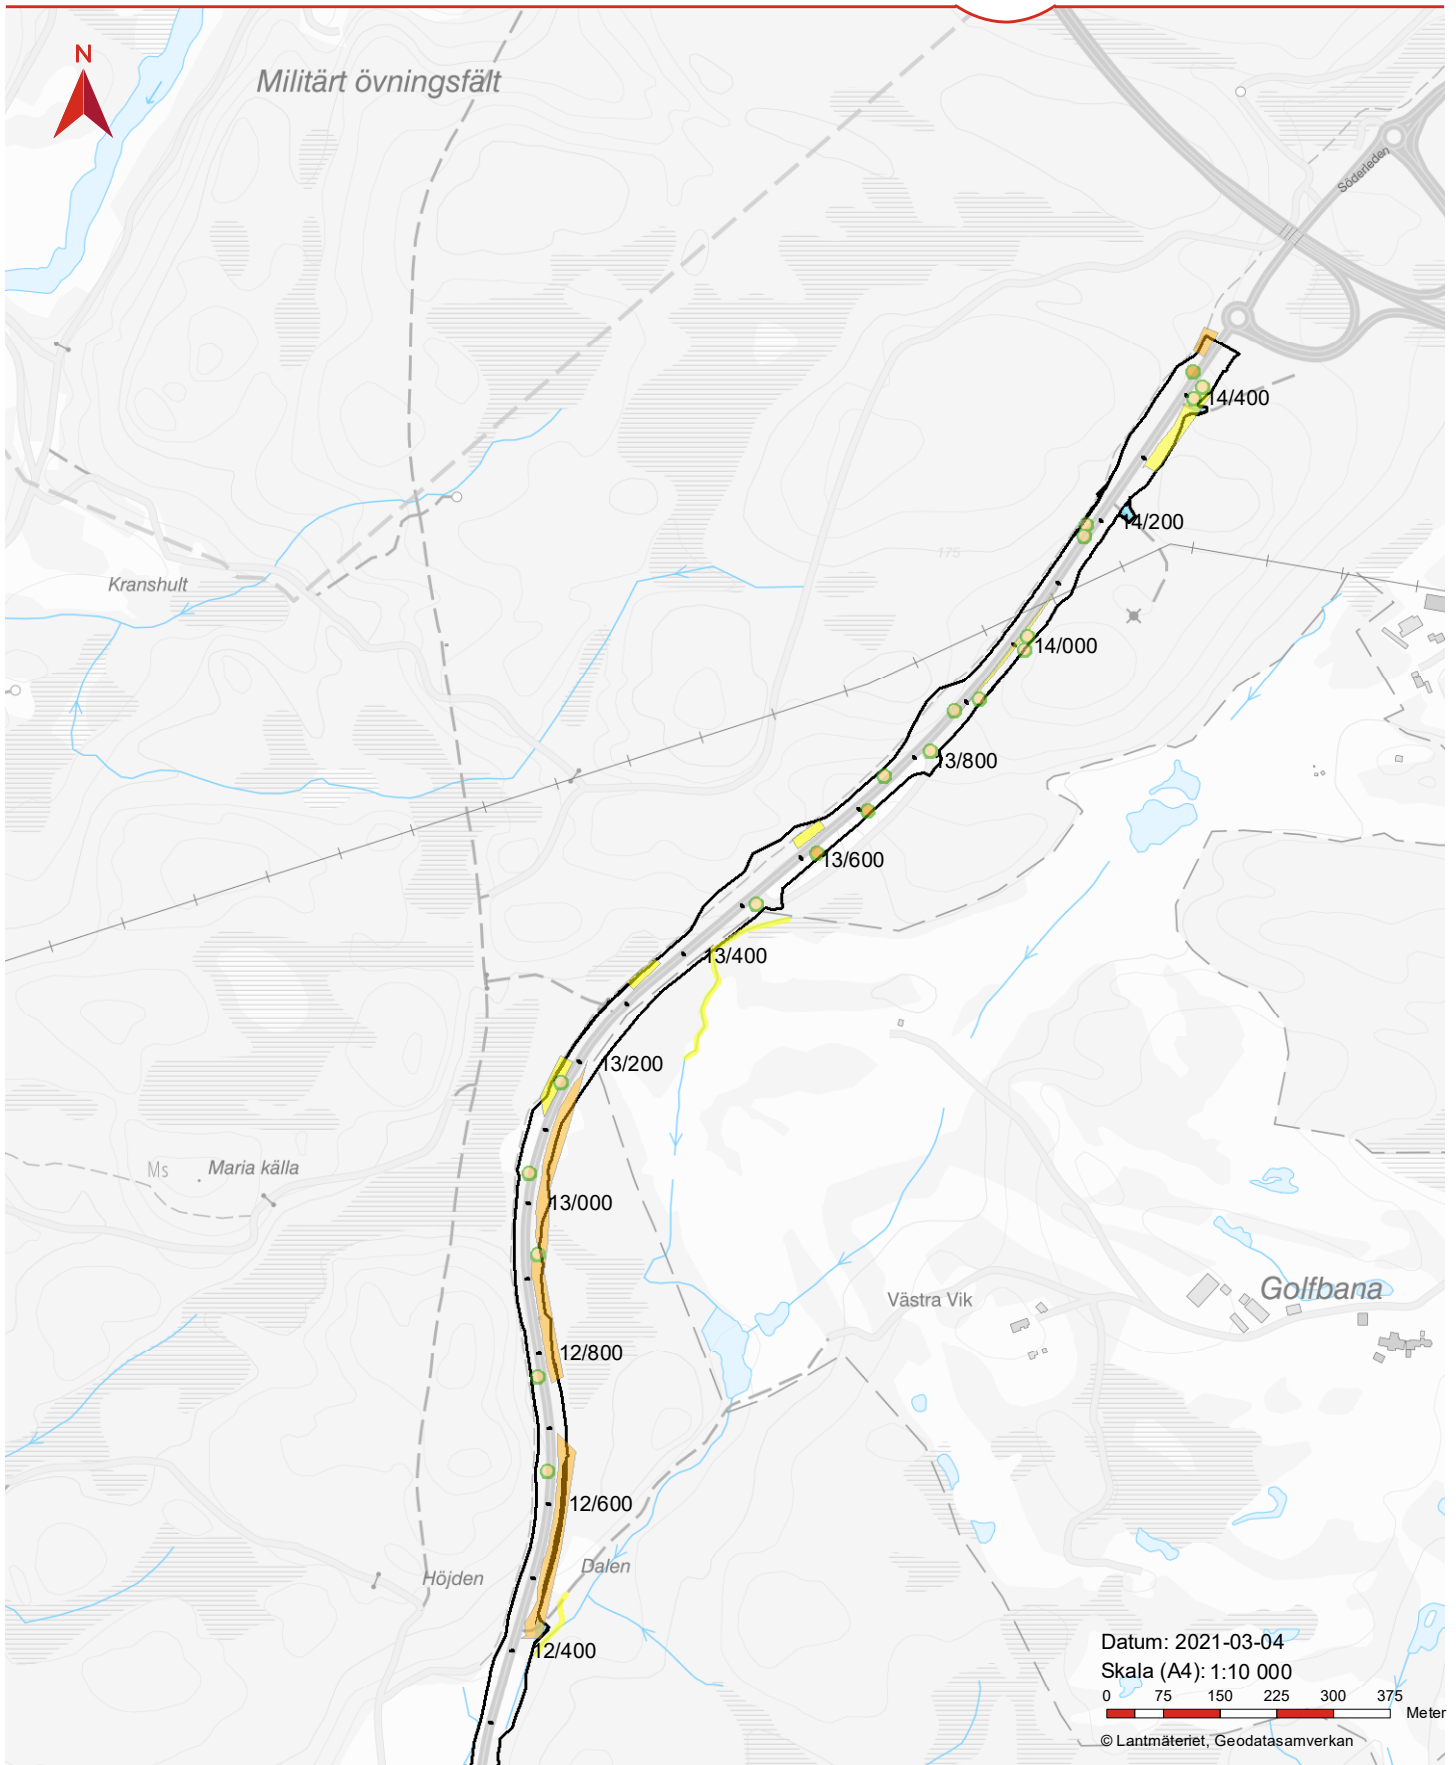 N
Militärt övningsfält
Söderleden
14/400
14/200
175
Kranshult
14/000
13/800
13/600
13/400
13/200
Ms
Maria källa
13/000
Golfbana
Västra Vik
12/800
12/600
Dalen
Höjden
12/400
Datum: 2021-03-04
Skala (A4): 1:10 000
0 75 150 225 300 375
Meter
© Lantmäteriet, Geodatasamverkan